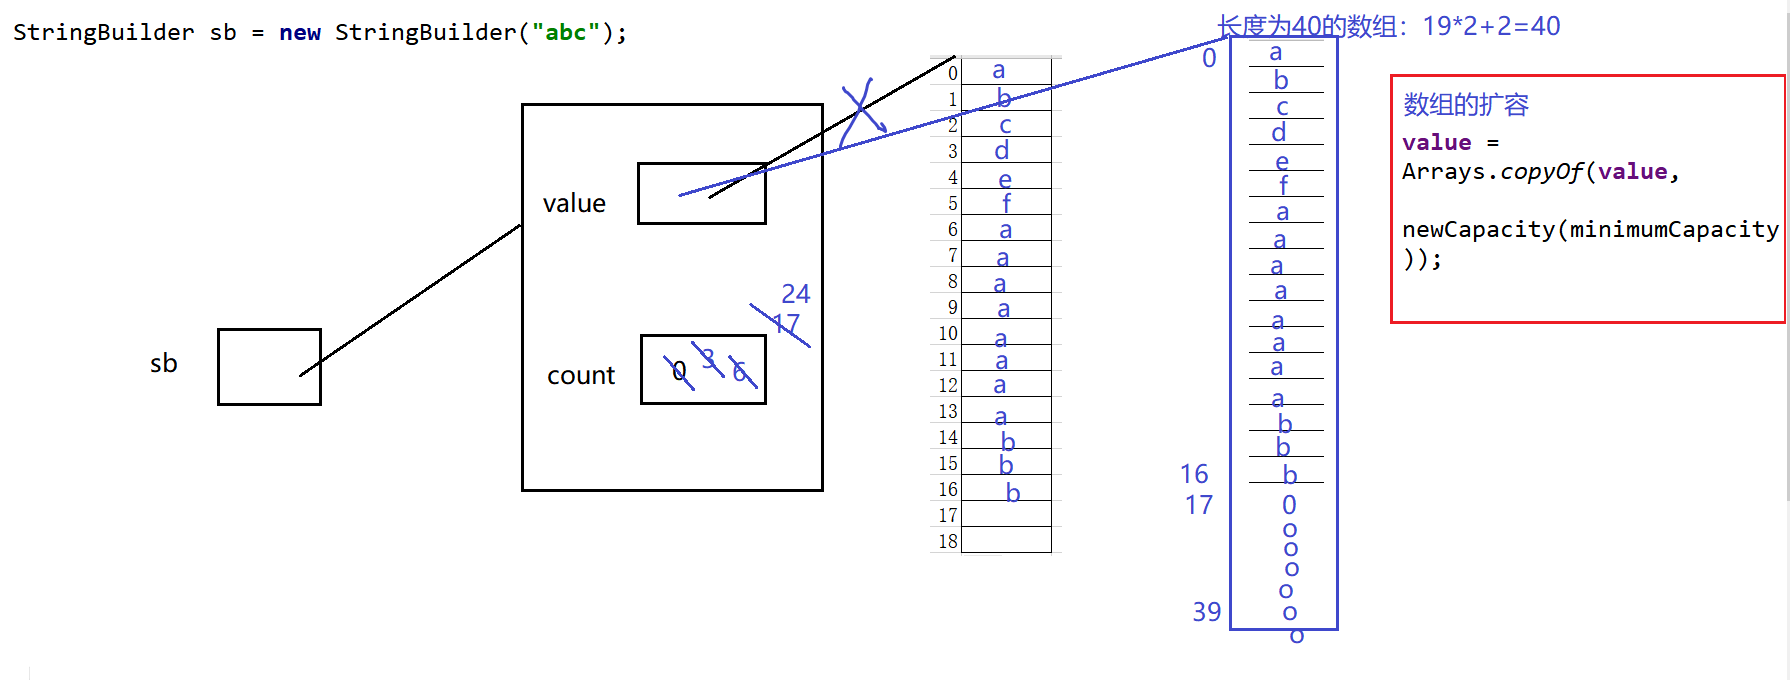 StringBuilder sb = new StringBuilder("abc");
长度为40的数组：19*2+2=40
sb
value
count
0 3 6
17
24
0 a
1 b
2 c
3 d
4 e
5 f
6 a
7 a
8 a
9 a
10 a
11 a
12 a
13 a
14 b
15 b
16 b
17
18
0 a
b
c
d
e
f
a
a
a
a
a
a
a
a
b
b
16 b
17 0
o
o
o
o
39 o
o
数组的扩容
value =
Arrays.copyOf(value,
newCapacity(minimumCapacity
));